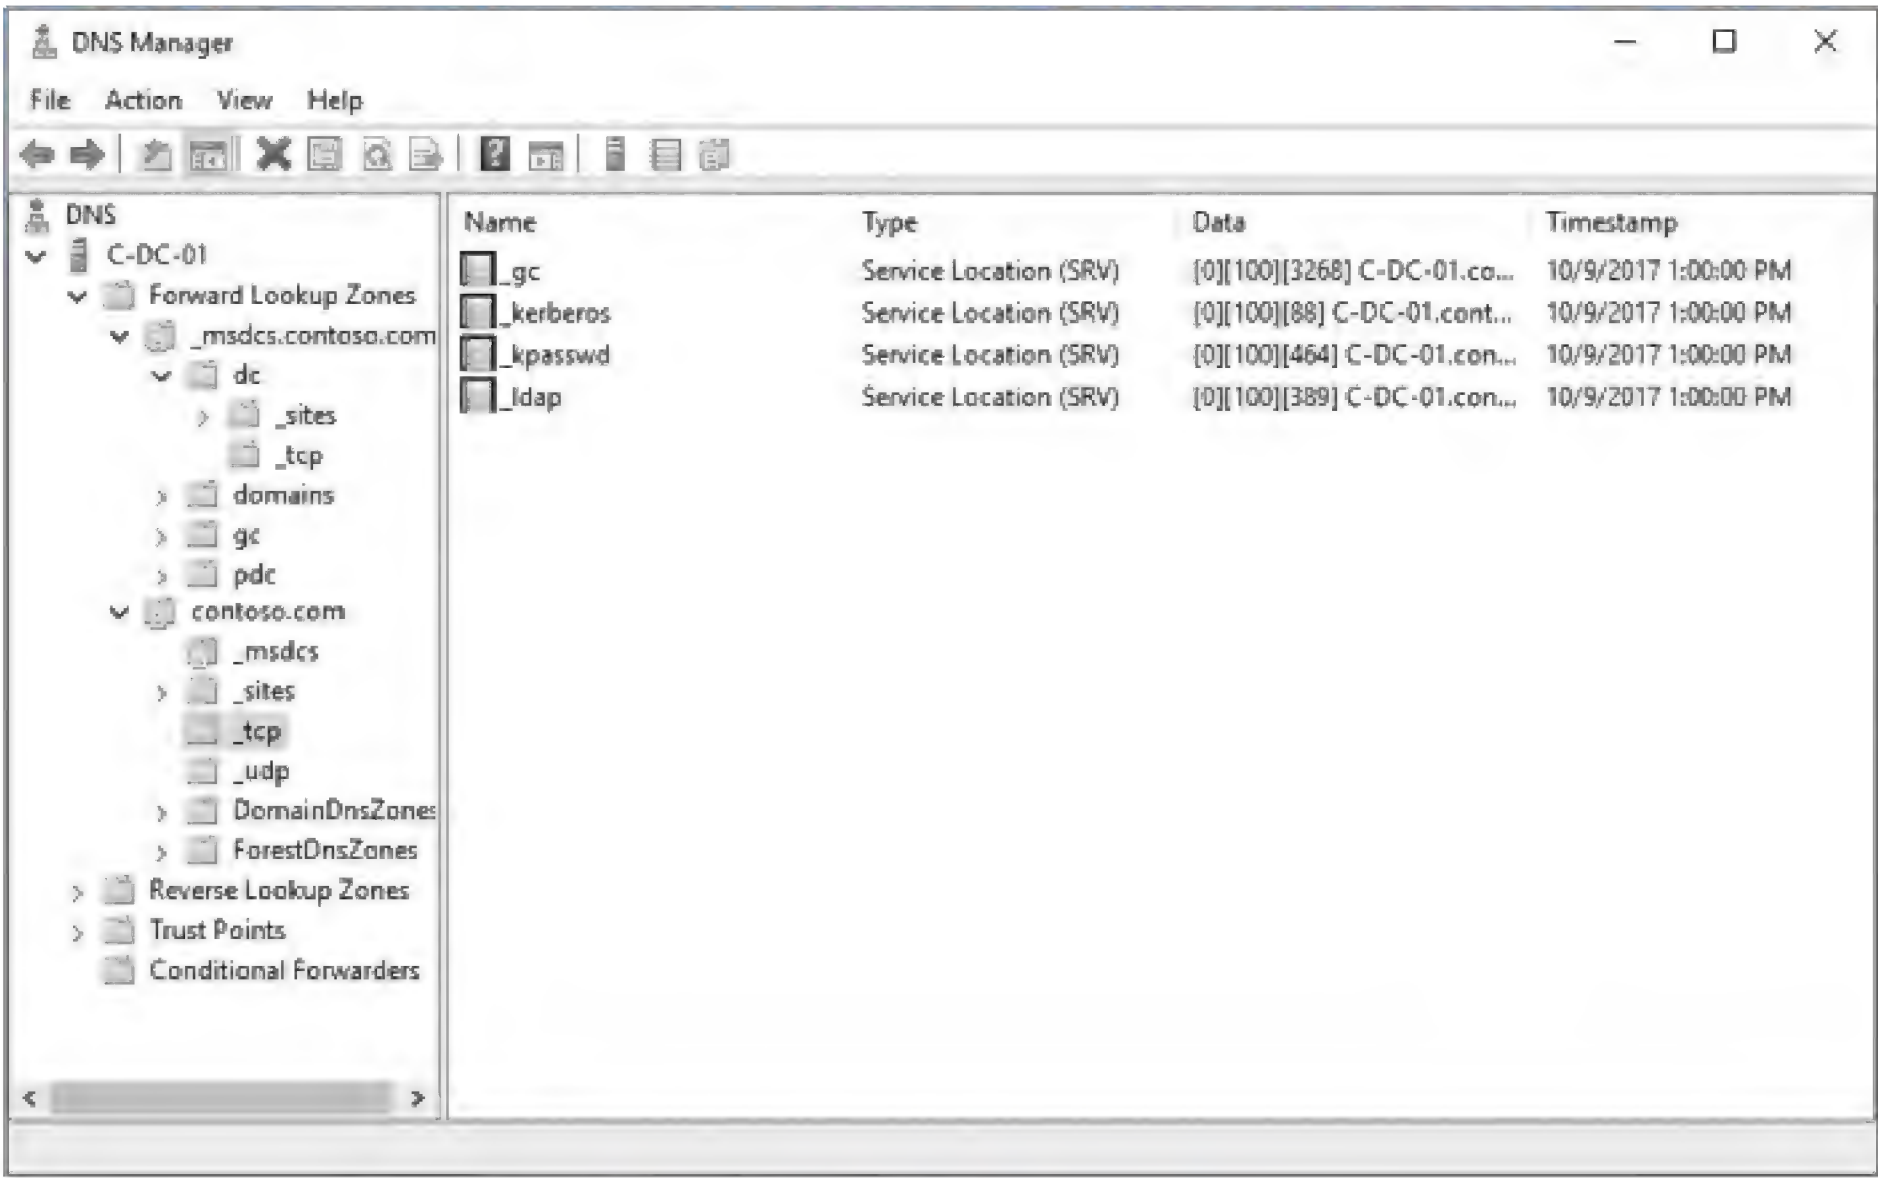 DNS Manager
File Action View Help
DNS
C-DC-01
Forward Lookup Zones
_msdcs.contoso.com
dc
_sites
_tcp
domains
gc
pdc
contoso.com
_msdcs
_sites
_tcp
_udp
DomainDnsZones
ForestDnsZones
Reverse Lookup Zones
Trust Points
Conditional Forwarders
Name Type Data Timestamp
_gc Service Location (SRV) [0][100][3268] C-DC-01.co... 10/9/2017 1:00:00 PM
_kerberos Service Location (SRV) [0][100][88] C-DC-01.cont... 10/9/2017 1:00:00 PM
_kpasswd Service Location (SRV) [0][100][464] C-DC-01.con... 10/9/2017 1:00:00 PM
_ldap Service Location (SRV) [0][100][389] C-DC-01.con... 10/9/2017 1:00:00 PM